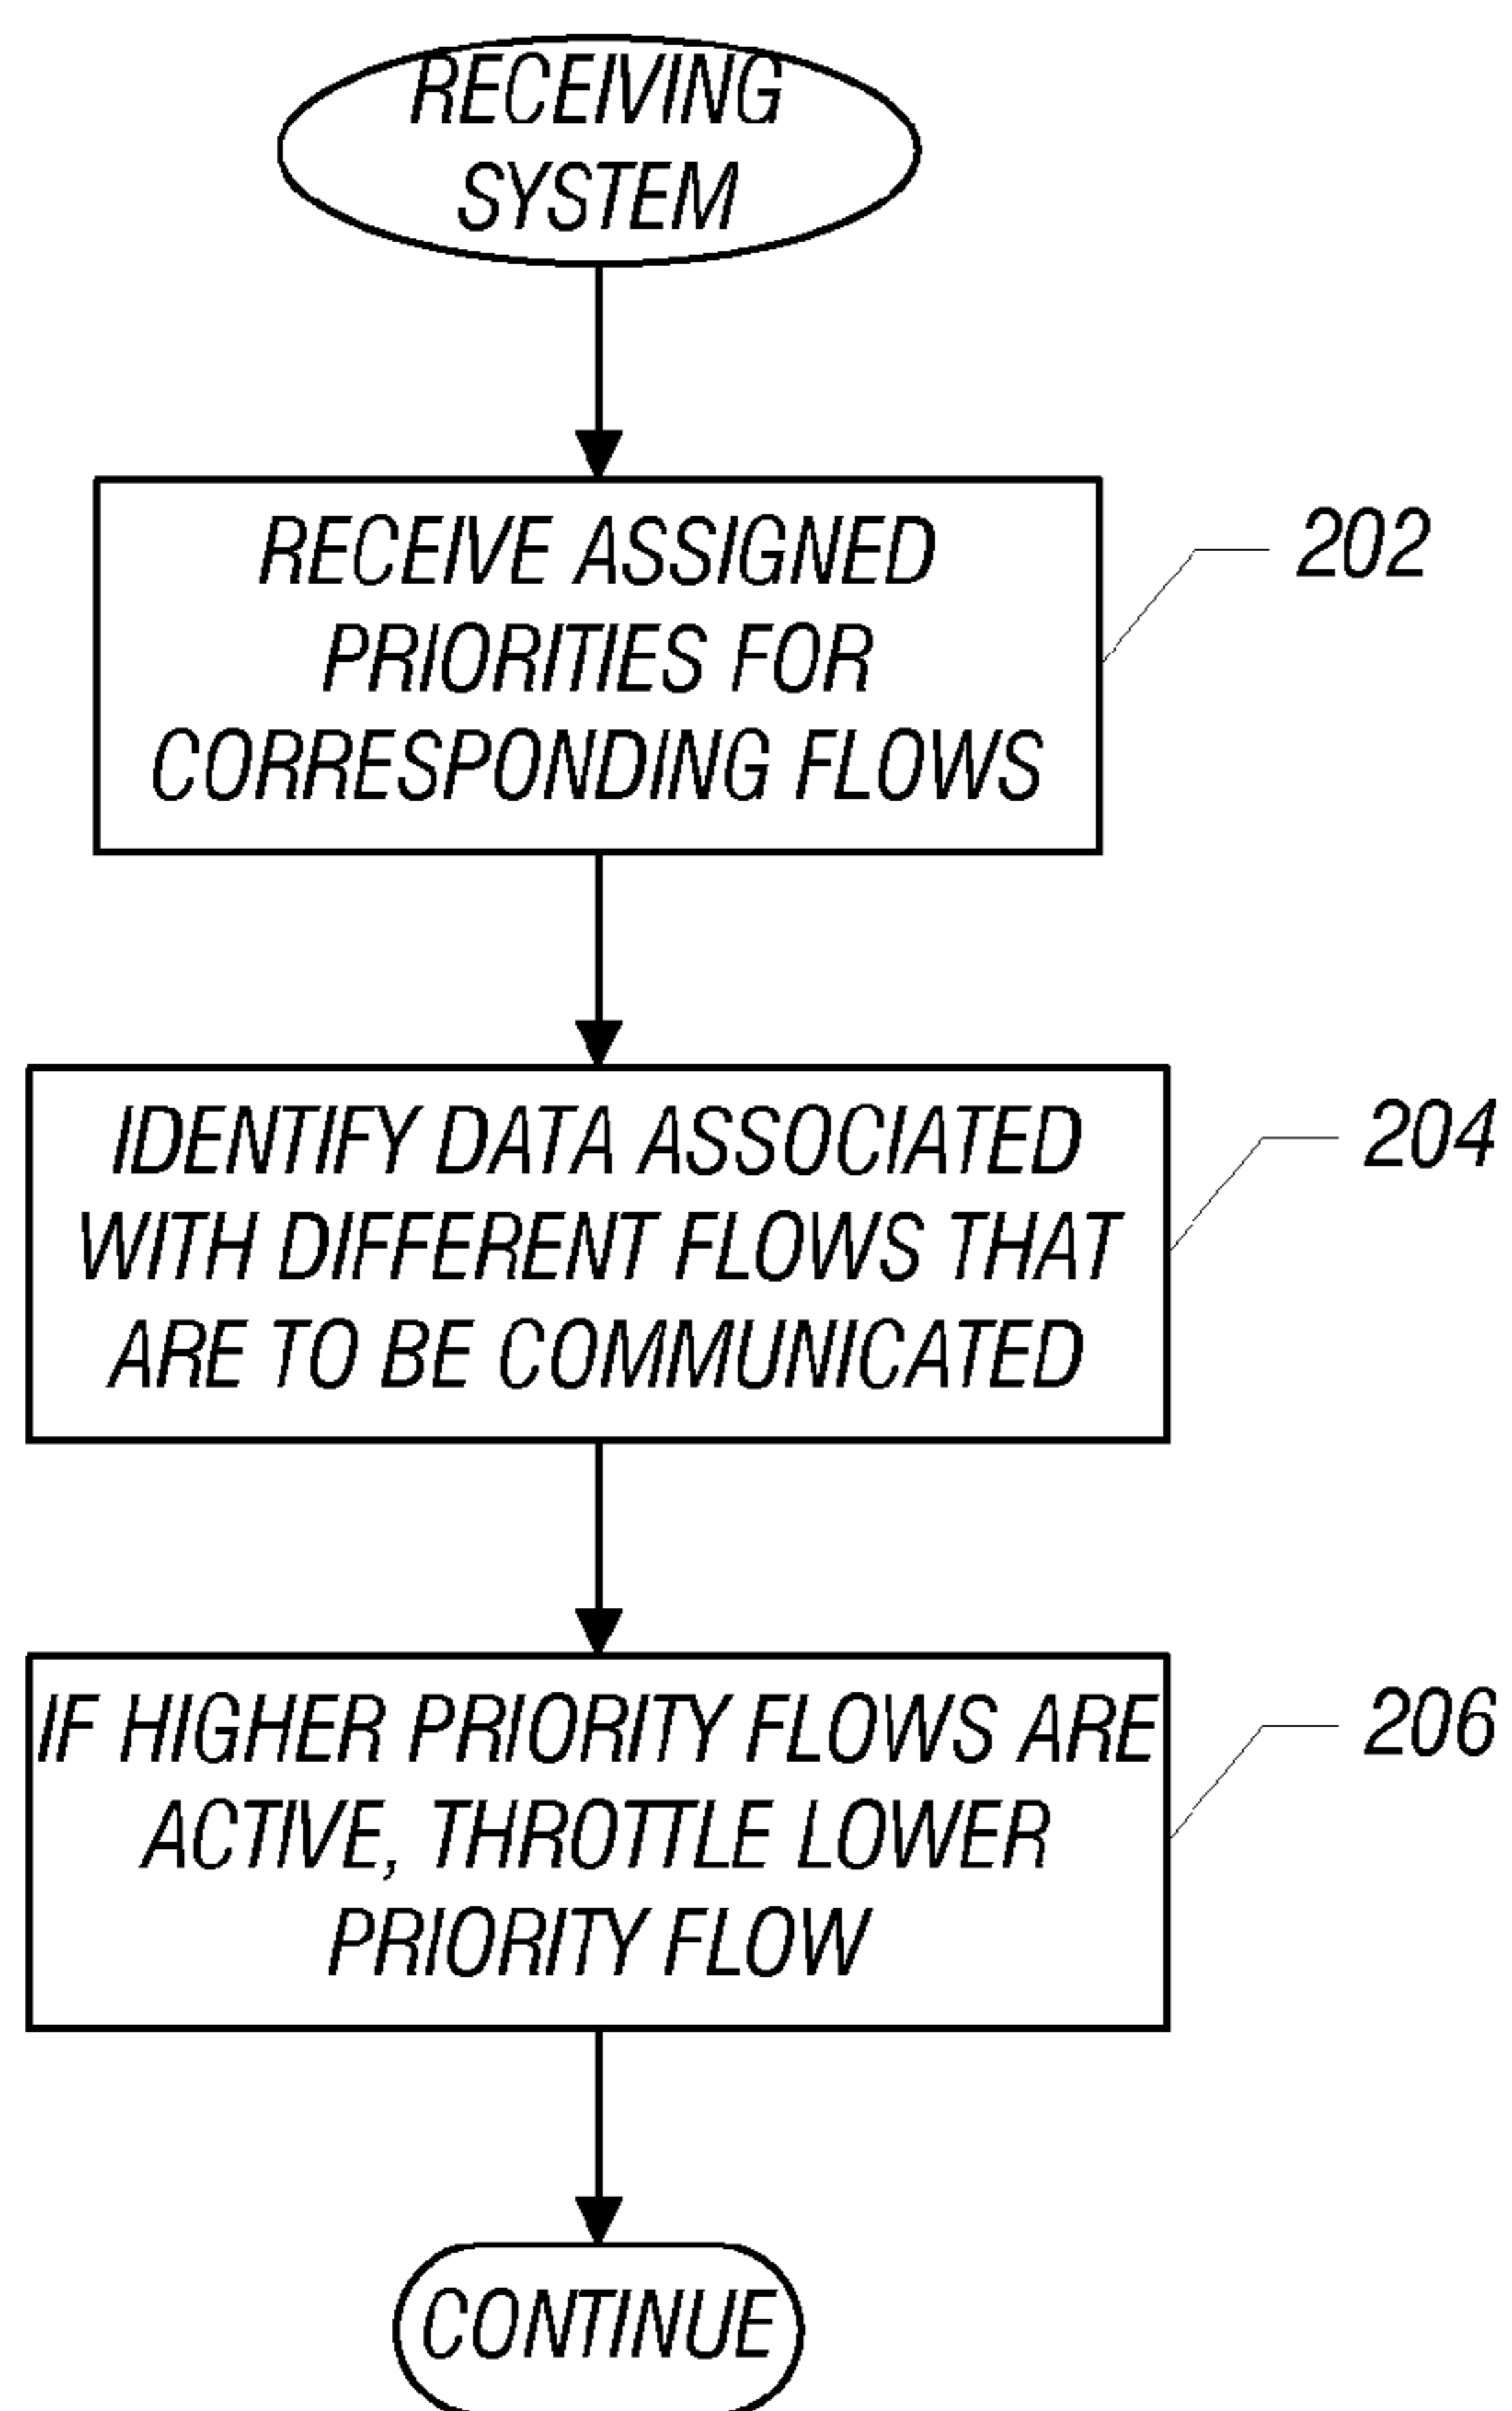 RECEIVING
SYSTEM
RECEIVE ASSIGNED
PRIORITIES FOR
CORRESPONDING FLOWS
202
IDENTIFY DATA ASSOCIATED
WITH DIFFERENT FLOWS THAT
ARE TO BE COMMUNICATED
204
IF HIGHER PRIORITY FLOWS ARE
ACTIVE, THROTTLE LOWER
PRIORITY FLOW
206
CONTINUE